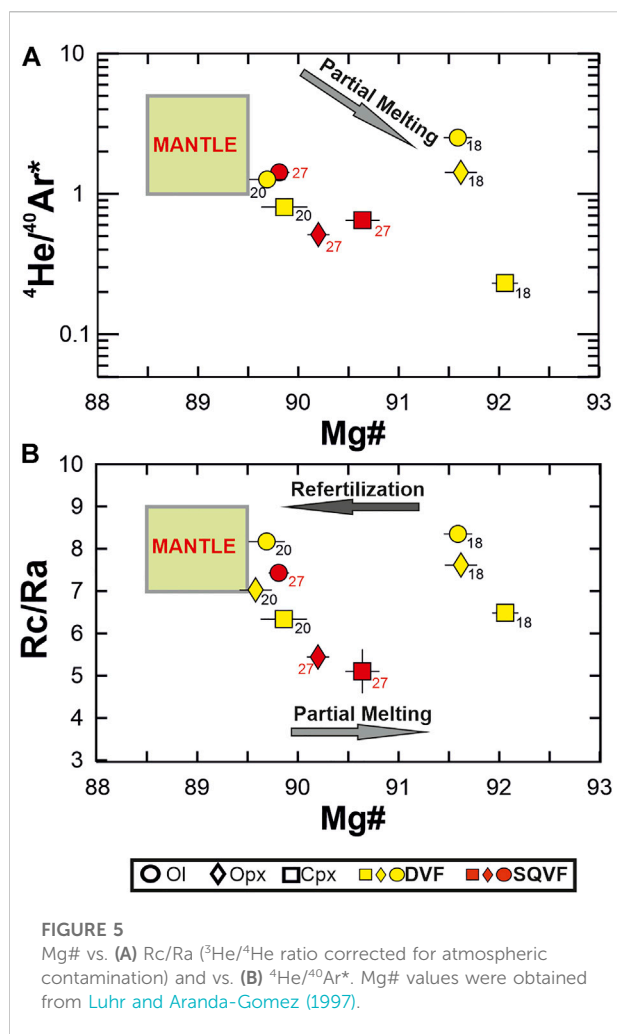 A
10
1
0.1
⁴He/⁴⁰Ar*
Partial Melting
MANTLE
20
27
20
27
27
18
18
18
88 89 90 91 92 93
Mg#
B
10
9
8
7
6
5
4
3
Rc/Ra
Refertilization
MANTLE
20
27
20
20
27
27
18
18
18
Partial Melting
88 89 90 91 92 93
Mg#
Ol Opx Cpx DVF SQVF
FIGURE 5
Mg# vs. (A) Rc/Ra (³He/⁴He ratio corrected for atmospheric
contamination) and vs. (B) ⁴He/⁴⁰Ar*. Mg# values were obtained
from Luhr and Aranda-Gomez (1997).